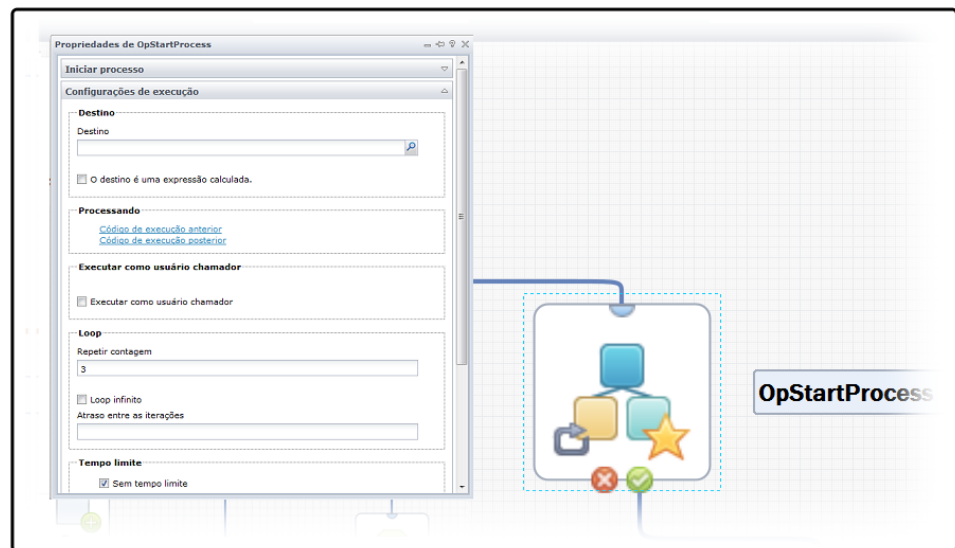 Propriedades de OpStartProcess
Iniciar processo
Configurações de execução
Destino
Destino
O destino é uma expressão calculada.
Processando
Código de execução anterior
Código de execução posterior
Executar como usuário chamador
Executar como usuário chamador
Loop
Repetir contagem
3
Loop infinito
Atraso entre as iterações
Tempo limite
Sem tempo limite
OpStartProcess